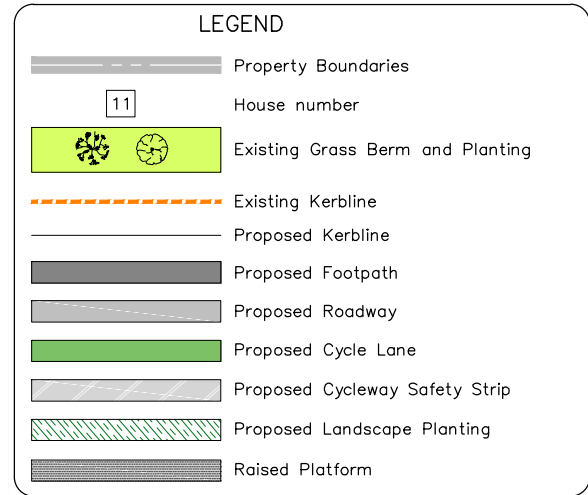 LEGEND
Property Boundaries
11
House number
Existing Grass Berm and Planting
Existing Kerbline
Proposed Kerbline
Proposed Footpath
Proposed Roadway
Proposed Cycle Lane
Proposed Cycleway Safety Strip
Proposed Landscape Planting
Raised Platform